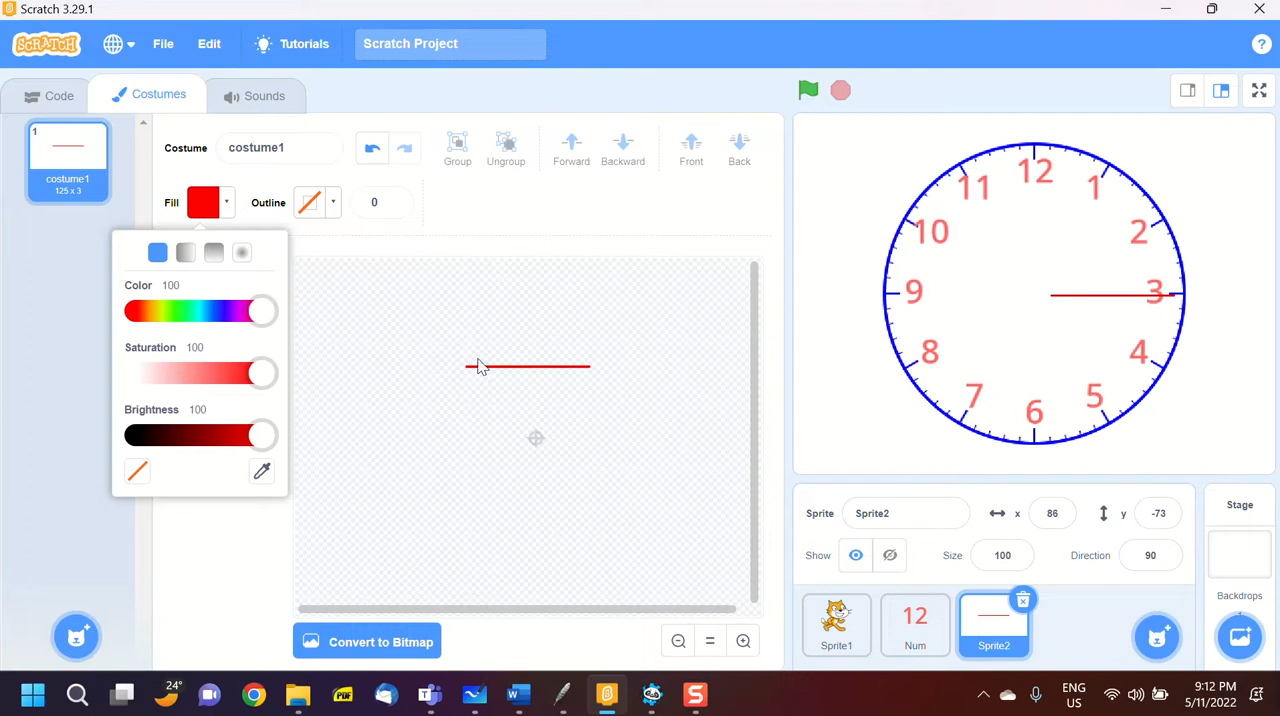 Scratch 3.29.1
SCRATCH
File
Edit
Tutorials
Scratch Project
?
Code
Costumes
Sounds
1
costume1
125 x 3
Costume
costume1
Group
Ungroup
Forward
Backward
Front
Back
Fill
Outline
0
Color 100
Saturation 100
Brightness 100
Convert to Bitmap
12
1
2
3
4
5
6
7
8
9
10
11
Sprite
Sprite2
x
86
y
-73
Show
Size
100
Direction
90
Sprite1
12
Num
Sprite2
Stage
Backdrops
1
24°
PDF
W
S
ENG
US
9:12 PM
5/11/2022